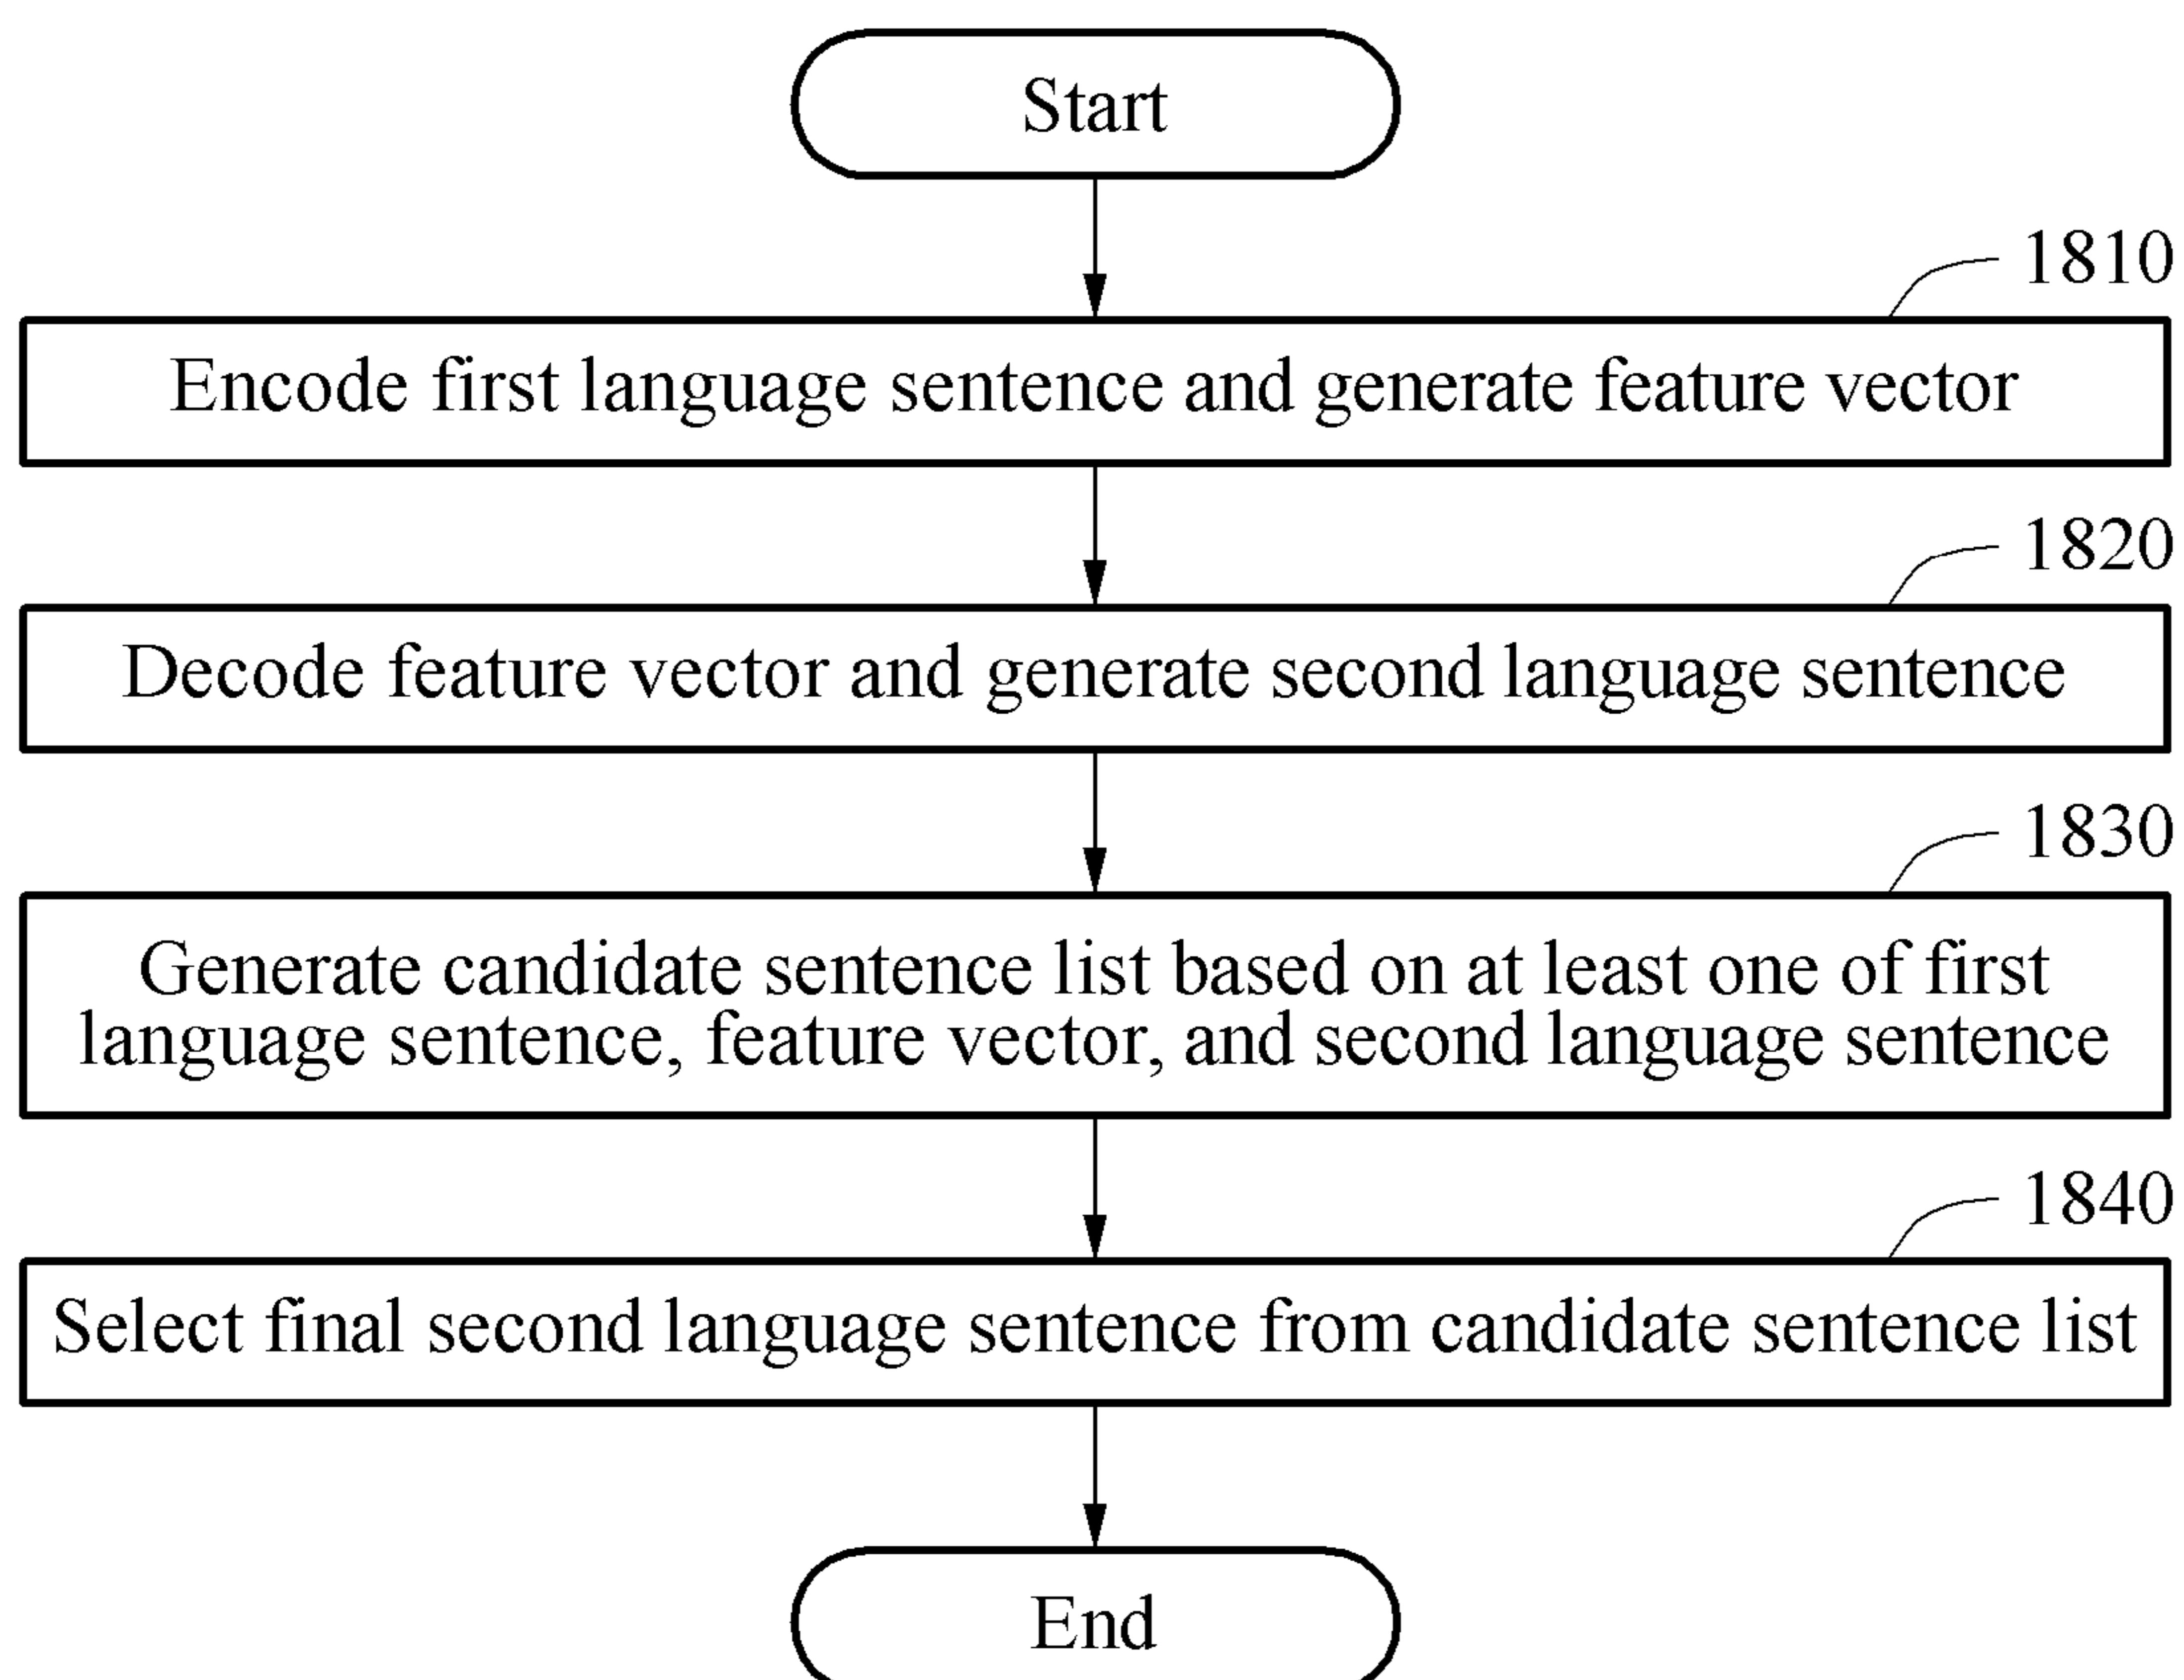 Start
1810
Encode first language sentence and generate feature vector
1820
Decode feature vector and generate second language sentence
1830
Generate candidate sentence list based on at least one of first
language sentence, feature vector, and second language sentence
1840
Select final second language sentence from candidate sentence list
End